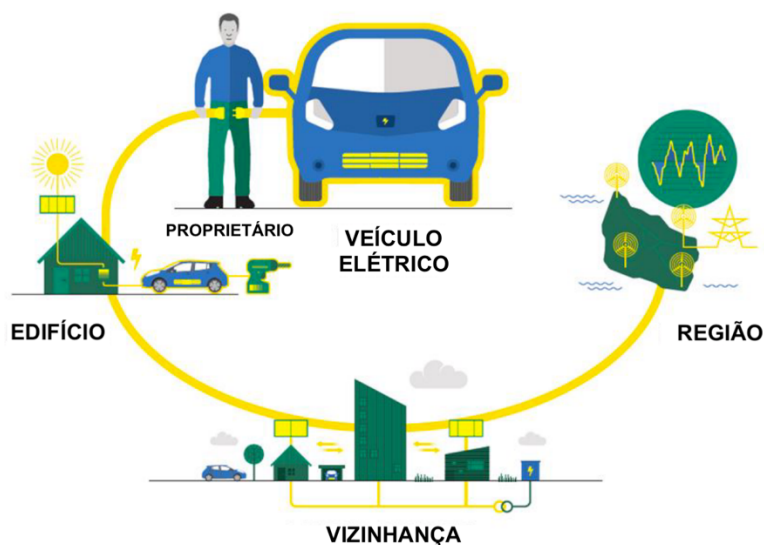 PROPRIETÁRIO
VEÍCULO
ELÉTRICO
EDIFÍCIO
REGIÃO
VIZINHANÇA